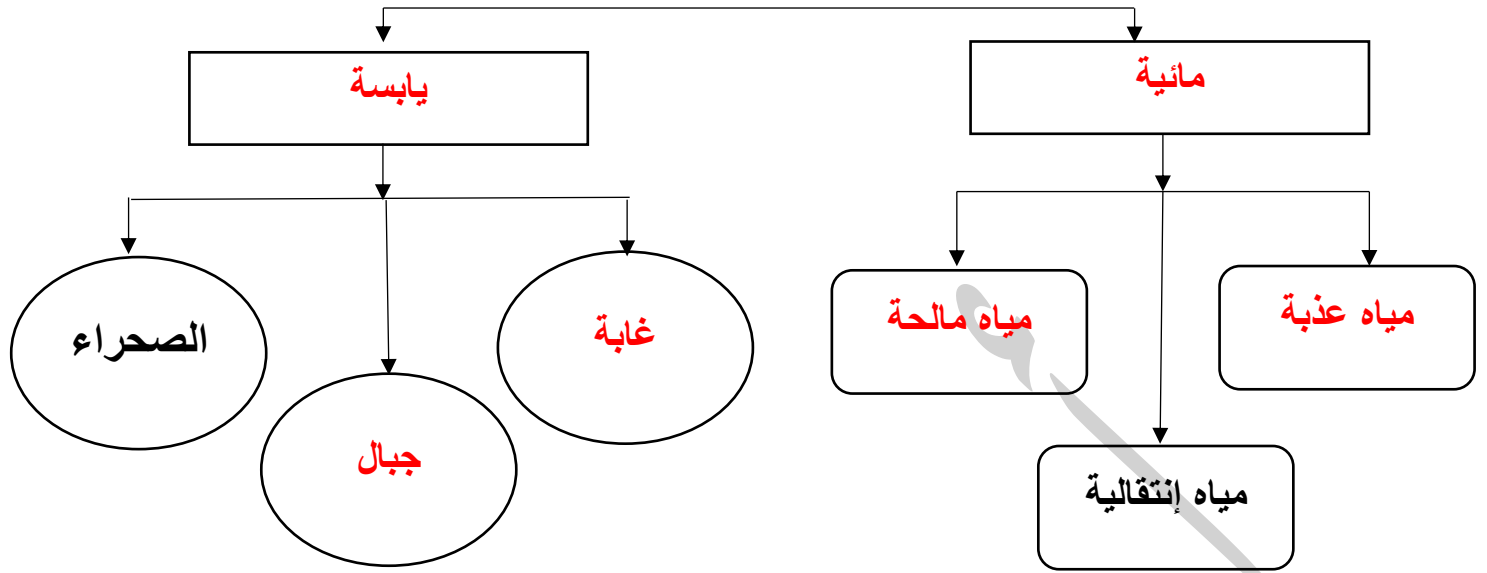 مائية
يابسة
مياه عذبة
مياه مالحة
غابة
الصحراء
جبال
مياه إنتقالية